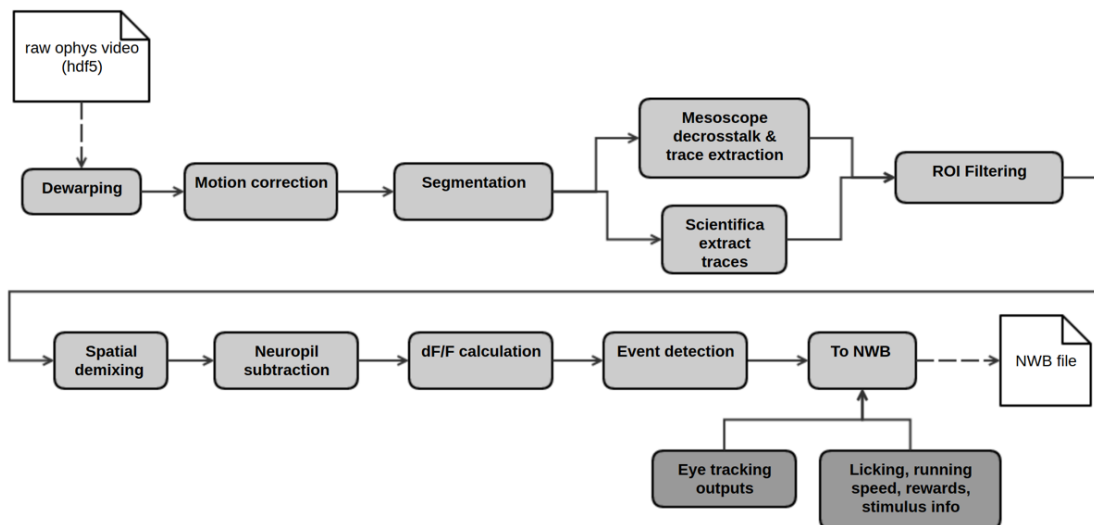 raw ophys video
(hdf5)
Dewarping
Motion correction
Segmentation
Mesoscope
decrosstalk &
trace extraction
Scientifica
extract
traces
ROI Filtering
Spatial
demixing
Neuropil
subtraction
dF/F calculation
Event detection
To NWB
NWB file
Eye tracking
outputs
Licking, running
speed, rewards,
stimulus info